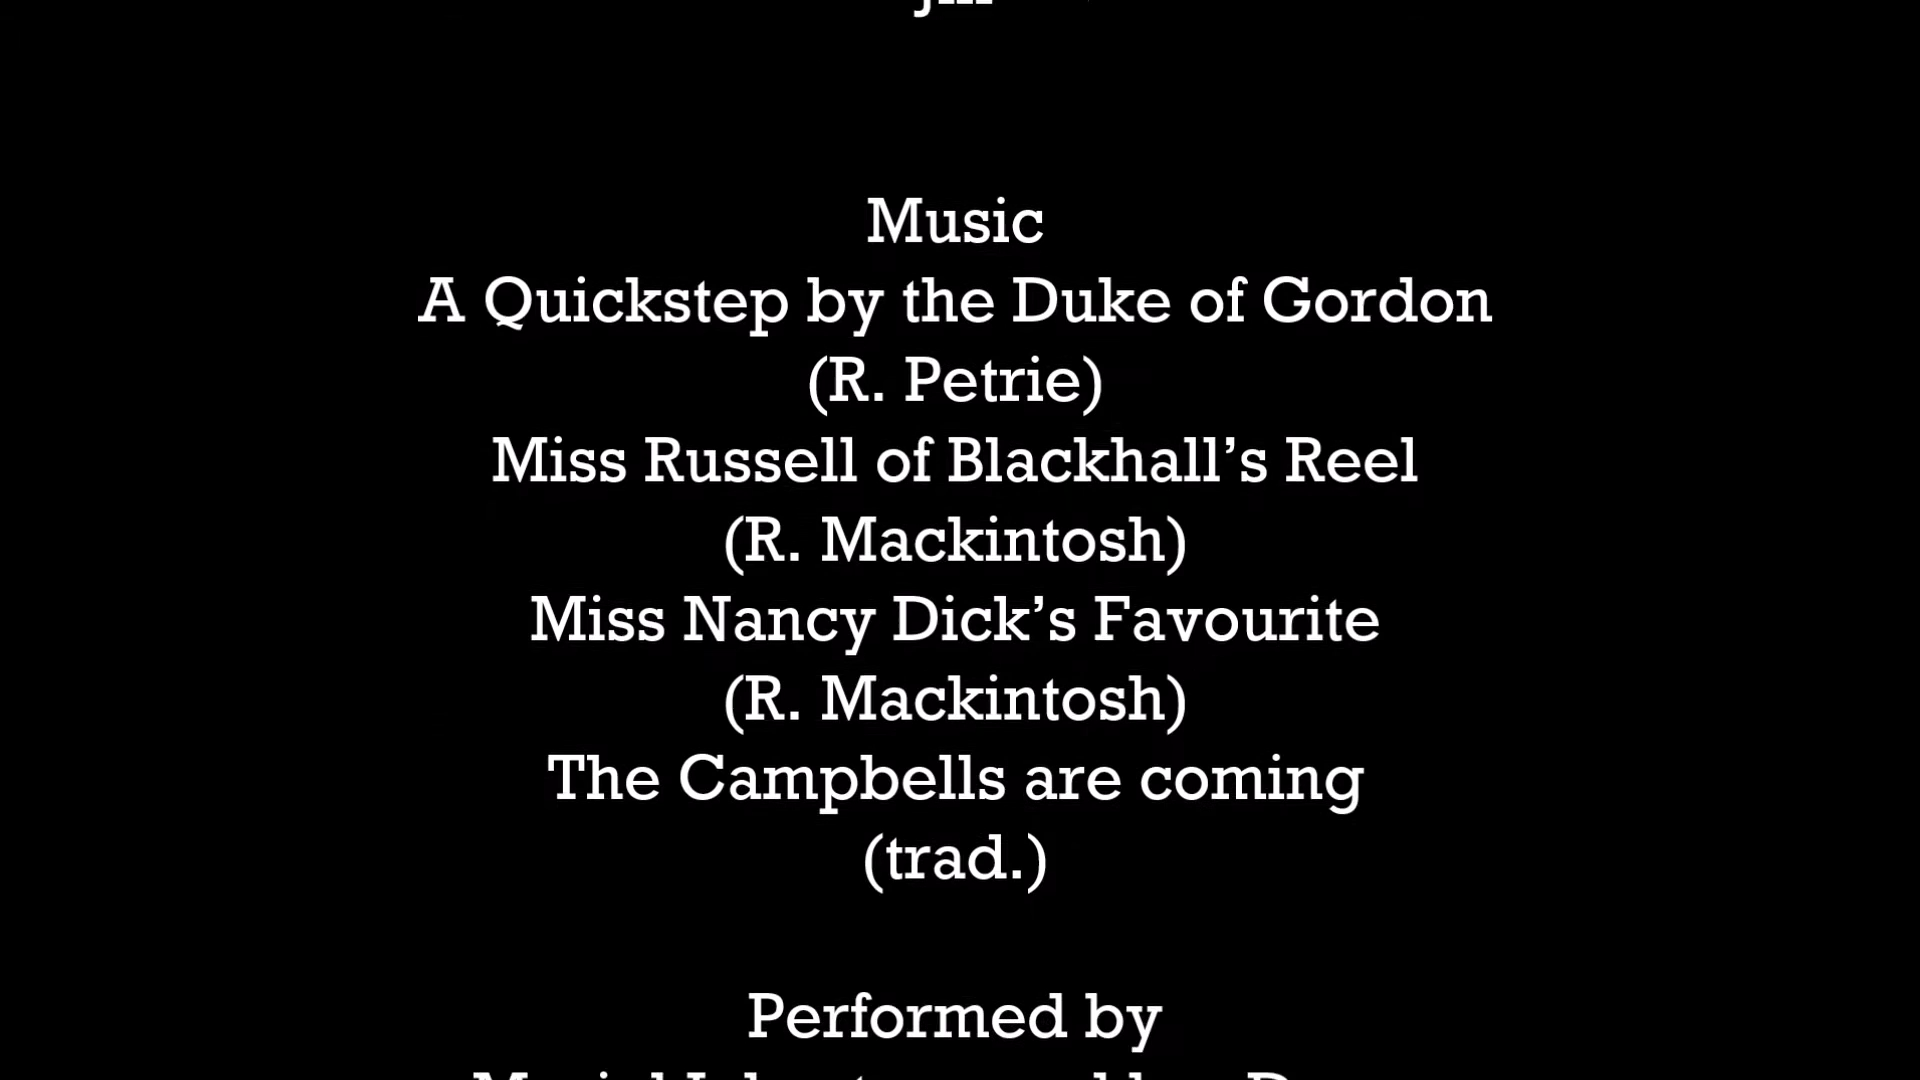 Music
A Quickstep by the Duke of Gordon
(R. Petrie)
Miss Russell of Blackhall’s Reel
(R. Mackintosh)
Miss Nancy Dick’s Favourite
(R. Mackintosh)
The Campbells are coming
(trad.)
Performed by